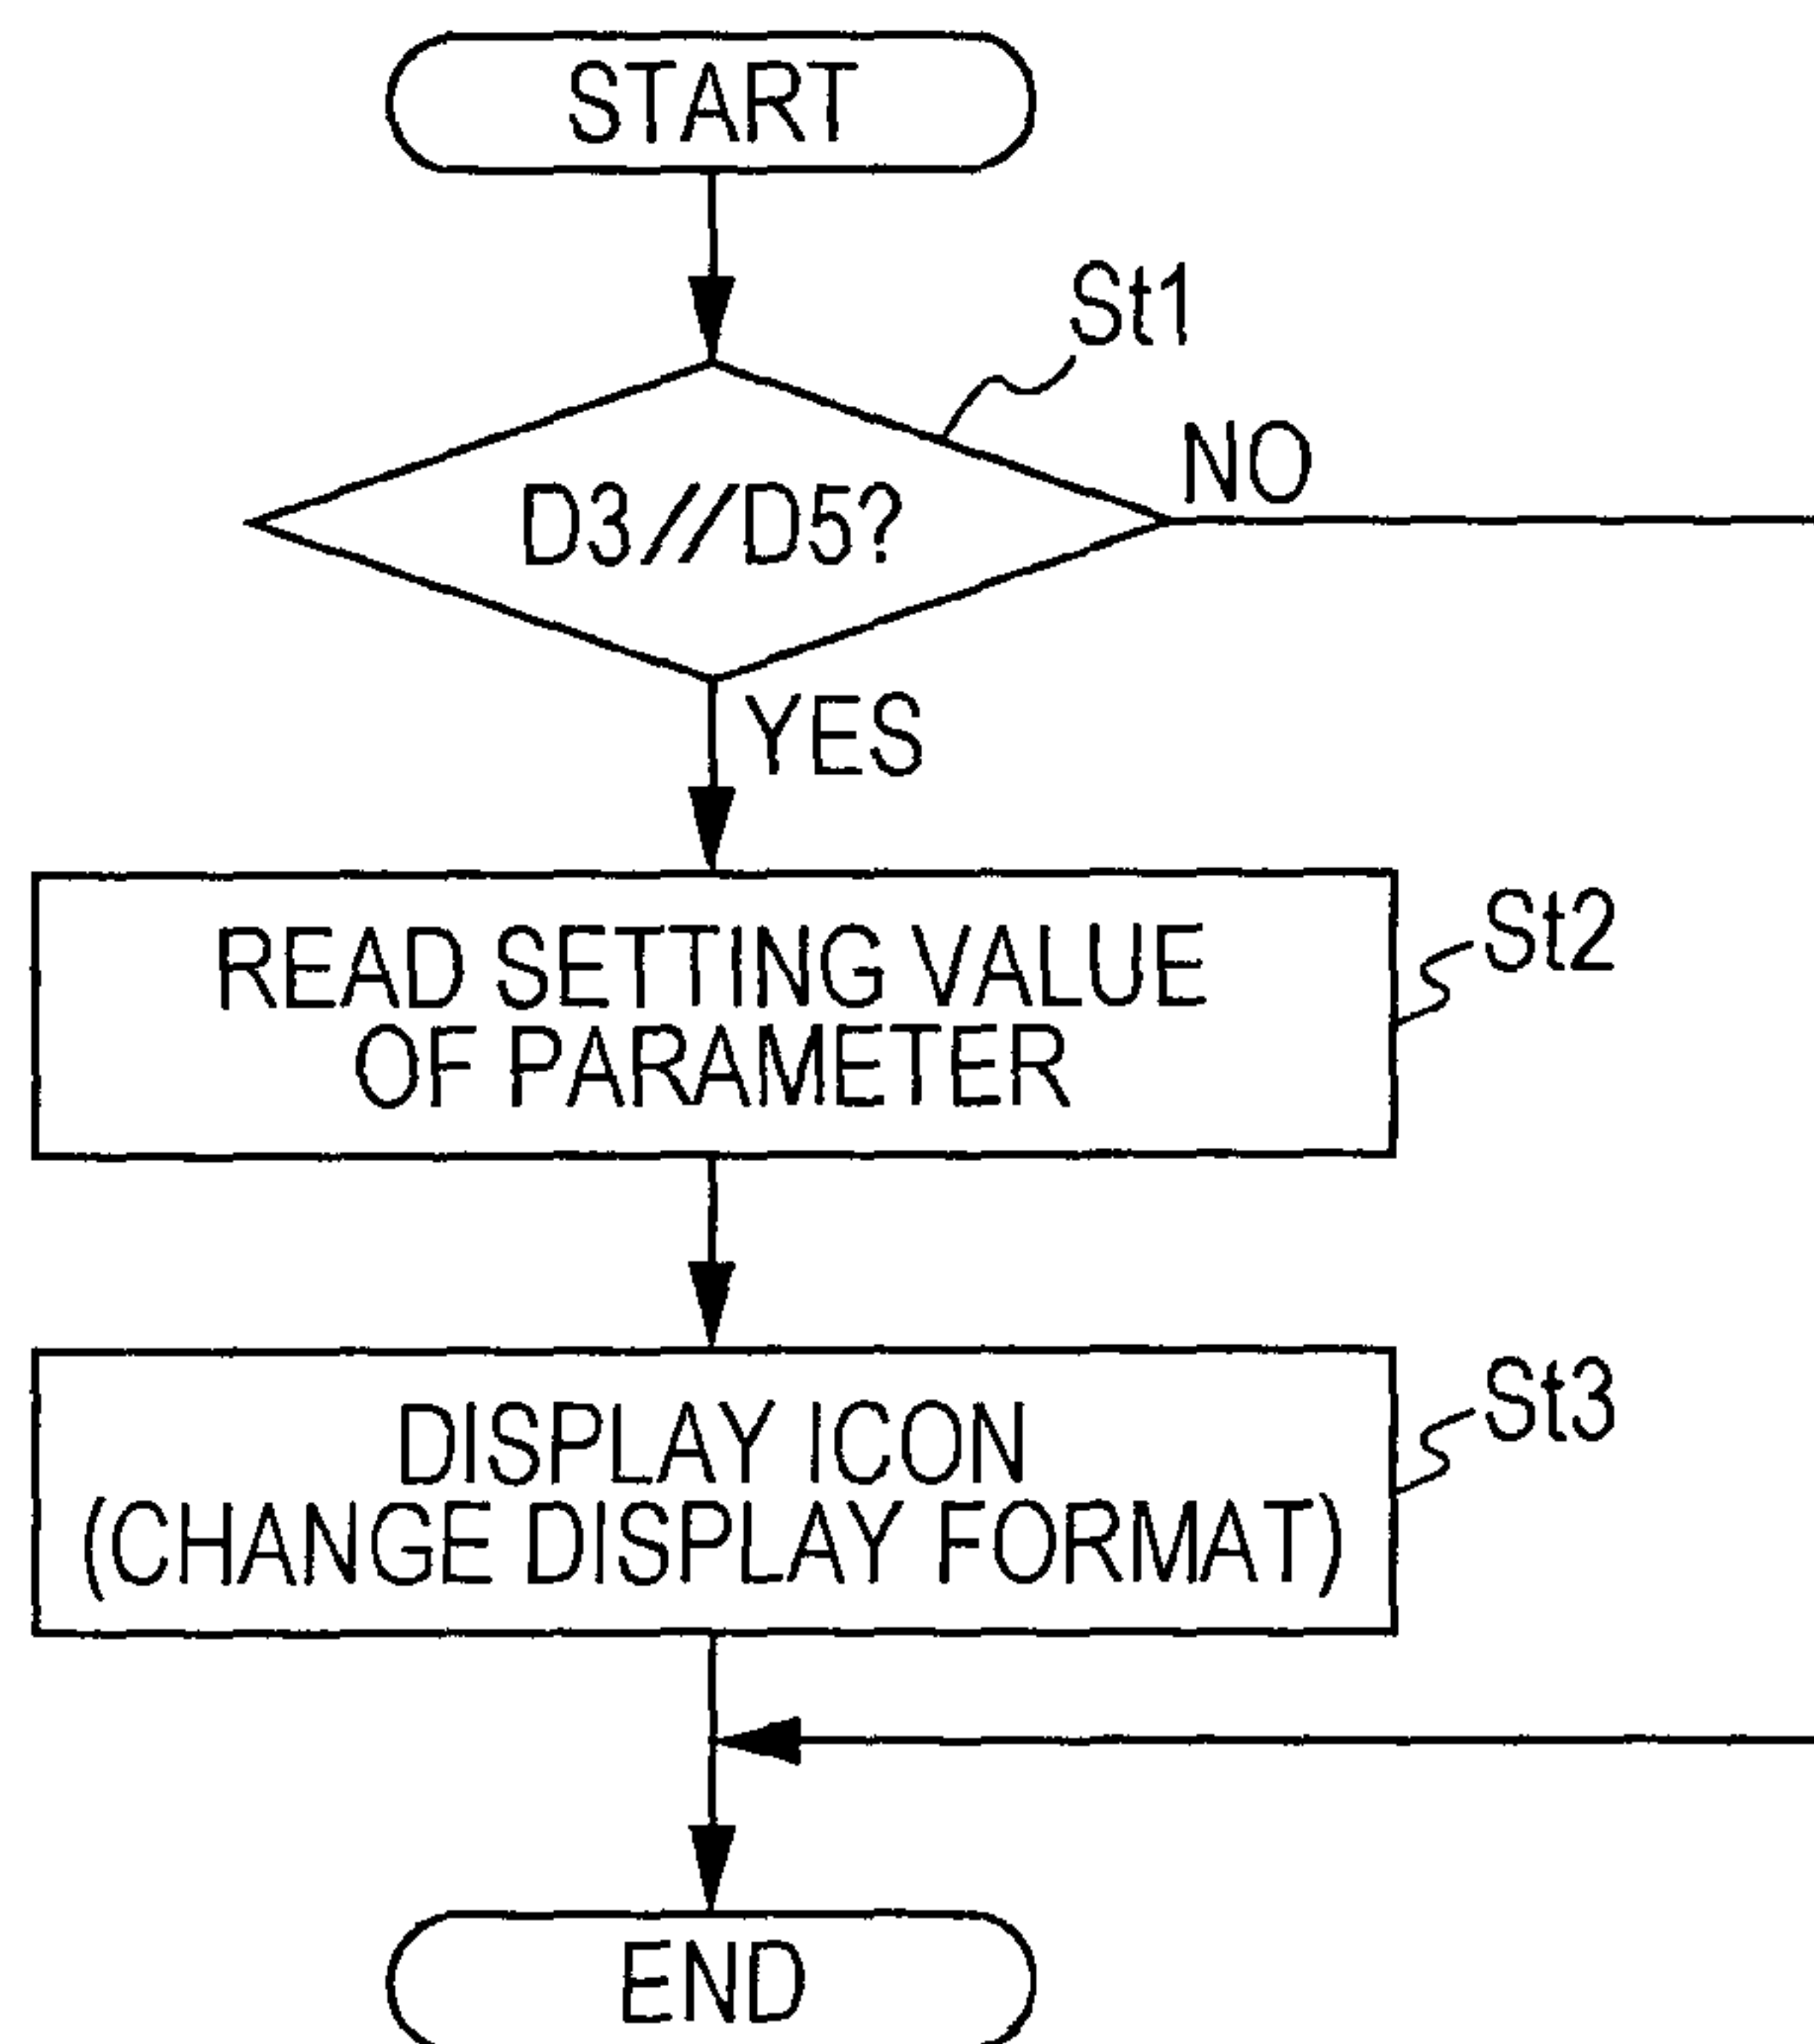 START
St1
NO
D3//D5?
YES
READ SETTING VALUE
OF PARAMETER
St2
DISPLAY ICON
(CHANGE DISPLAY FORMAT)
St3
END